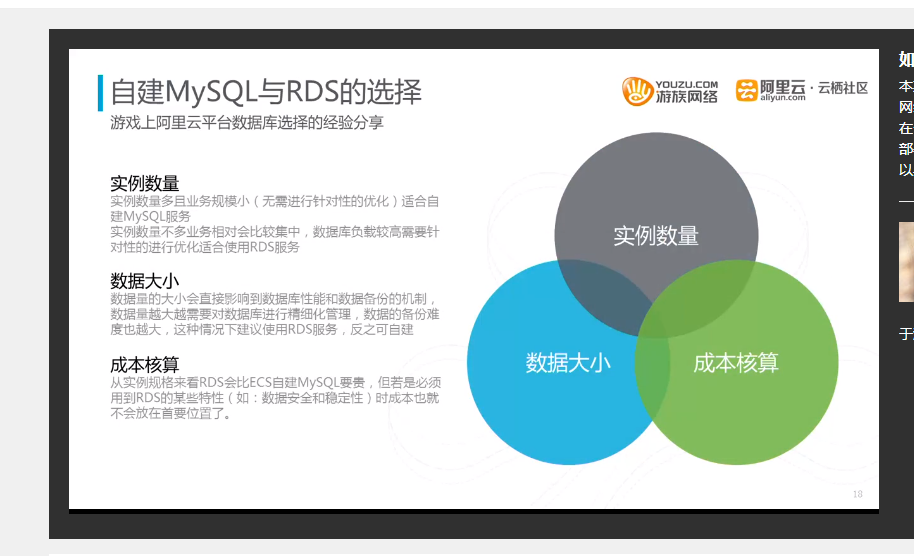 自建MySQL与RDS的选择
游戏上阿里云平台数据库选择的经验分享
YOUZU.COM
游族网络
阿里云
aliyun.com
·云栖社区
实例数量
实例数量多且业务规模小（无需进行针对性的优化）适合自
建MySQL服务
实例数量不多业务相对会比较集中，数据库负载较高需要针
对性的进行优化适合使用RDS服务
数据大小
数据量的大小会直接影响到数据库性能和数据备份的机制，
数据量越大越需要对数据库进行精细化管理，数据的备份难
度也越大，这种情况下建议使用RDS服务，反之可自建
成本核算
从实例规格来看RDS会比ECS自建MySQL要贵，但若是必须
用到RDS的某些特性（如：数据安全和稳定性）时成本也就
不会放在首要位置了。
实例数量
数据大小
成本核算
18
如
本
网
在
部
以
于